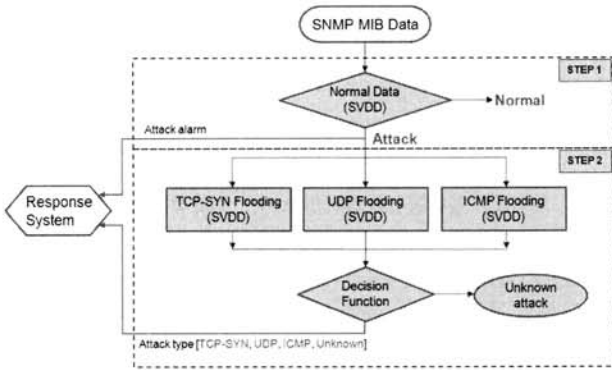 SNMP MIB Data
STEP 1
Normal Data
(SVDD)
Normal
Attack alarm
Attack
STEP 2
Response
System
TCP-SYN Flooding
(SVDD)
UDP Flooding
(SVDD)
ICMP Flooding
(SVDD)
Decision
Function
Unknown
attack
Attack type [TCP-SYN, UDP, ICMP, Unknown]